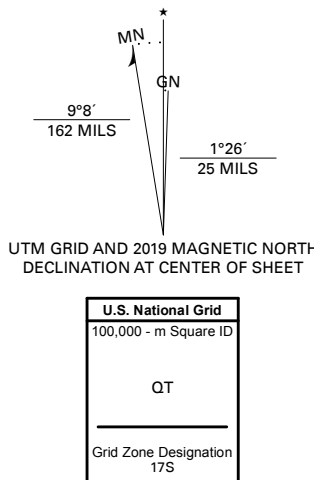 MN
GN
9°8´
162 MILS
1°26´
25 MILS
UTM GRID AND 2019 MAGNETIC NORTH
DECLINATION AT CENTER OF SHEET
U.S. National Grid
100,000 - m Square ID
QT
Grid Zone Designation
17S